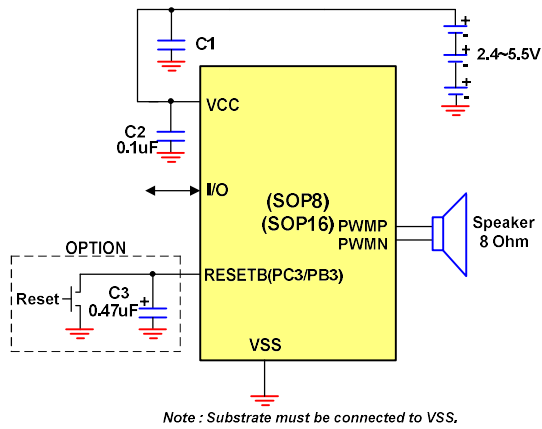 C1
2.4~5.5V
VCC
C2
0.1uF
I/O
(SOP8)
(SOP16)
PWMP
PWMN
Speaker
8 Ohm
OPTION
RESETB(PC3/PB3)
Reset
C3
0.47uF
VSS
Note : Substrate must be connected to VSS.